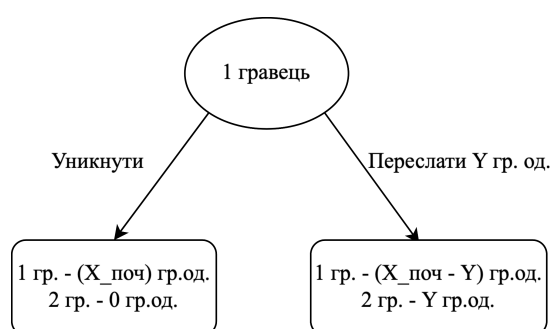 1 гравець
Уникнути
Переслати Y гр. од.
1 гр. - (X_поч) гр.од.
2 гр. - 0 гр.од.
1 гр. - (X_поч - Y) гр.од.
2 гр. - Y гр.од.